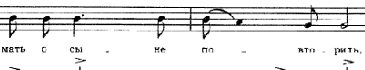 мать о сы - не по - вто - рить,